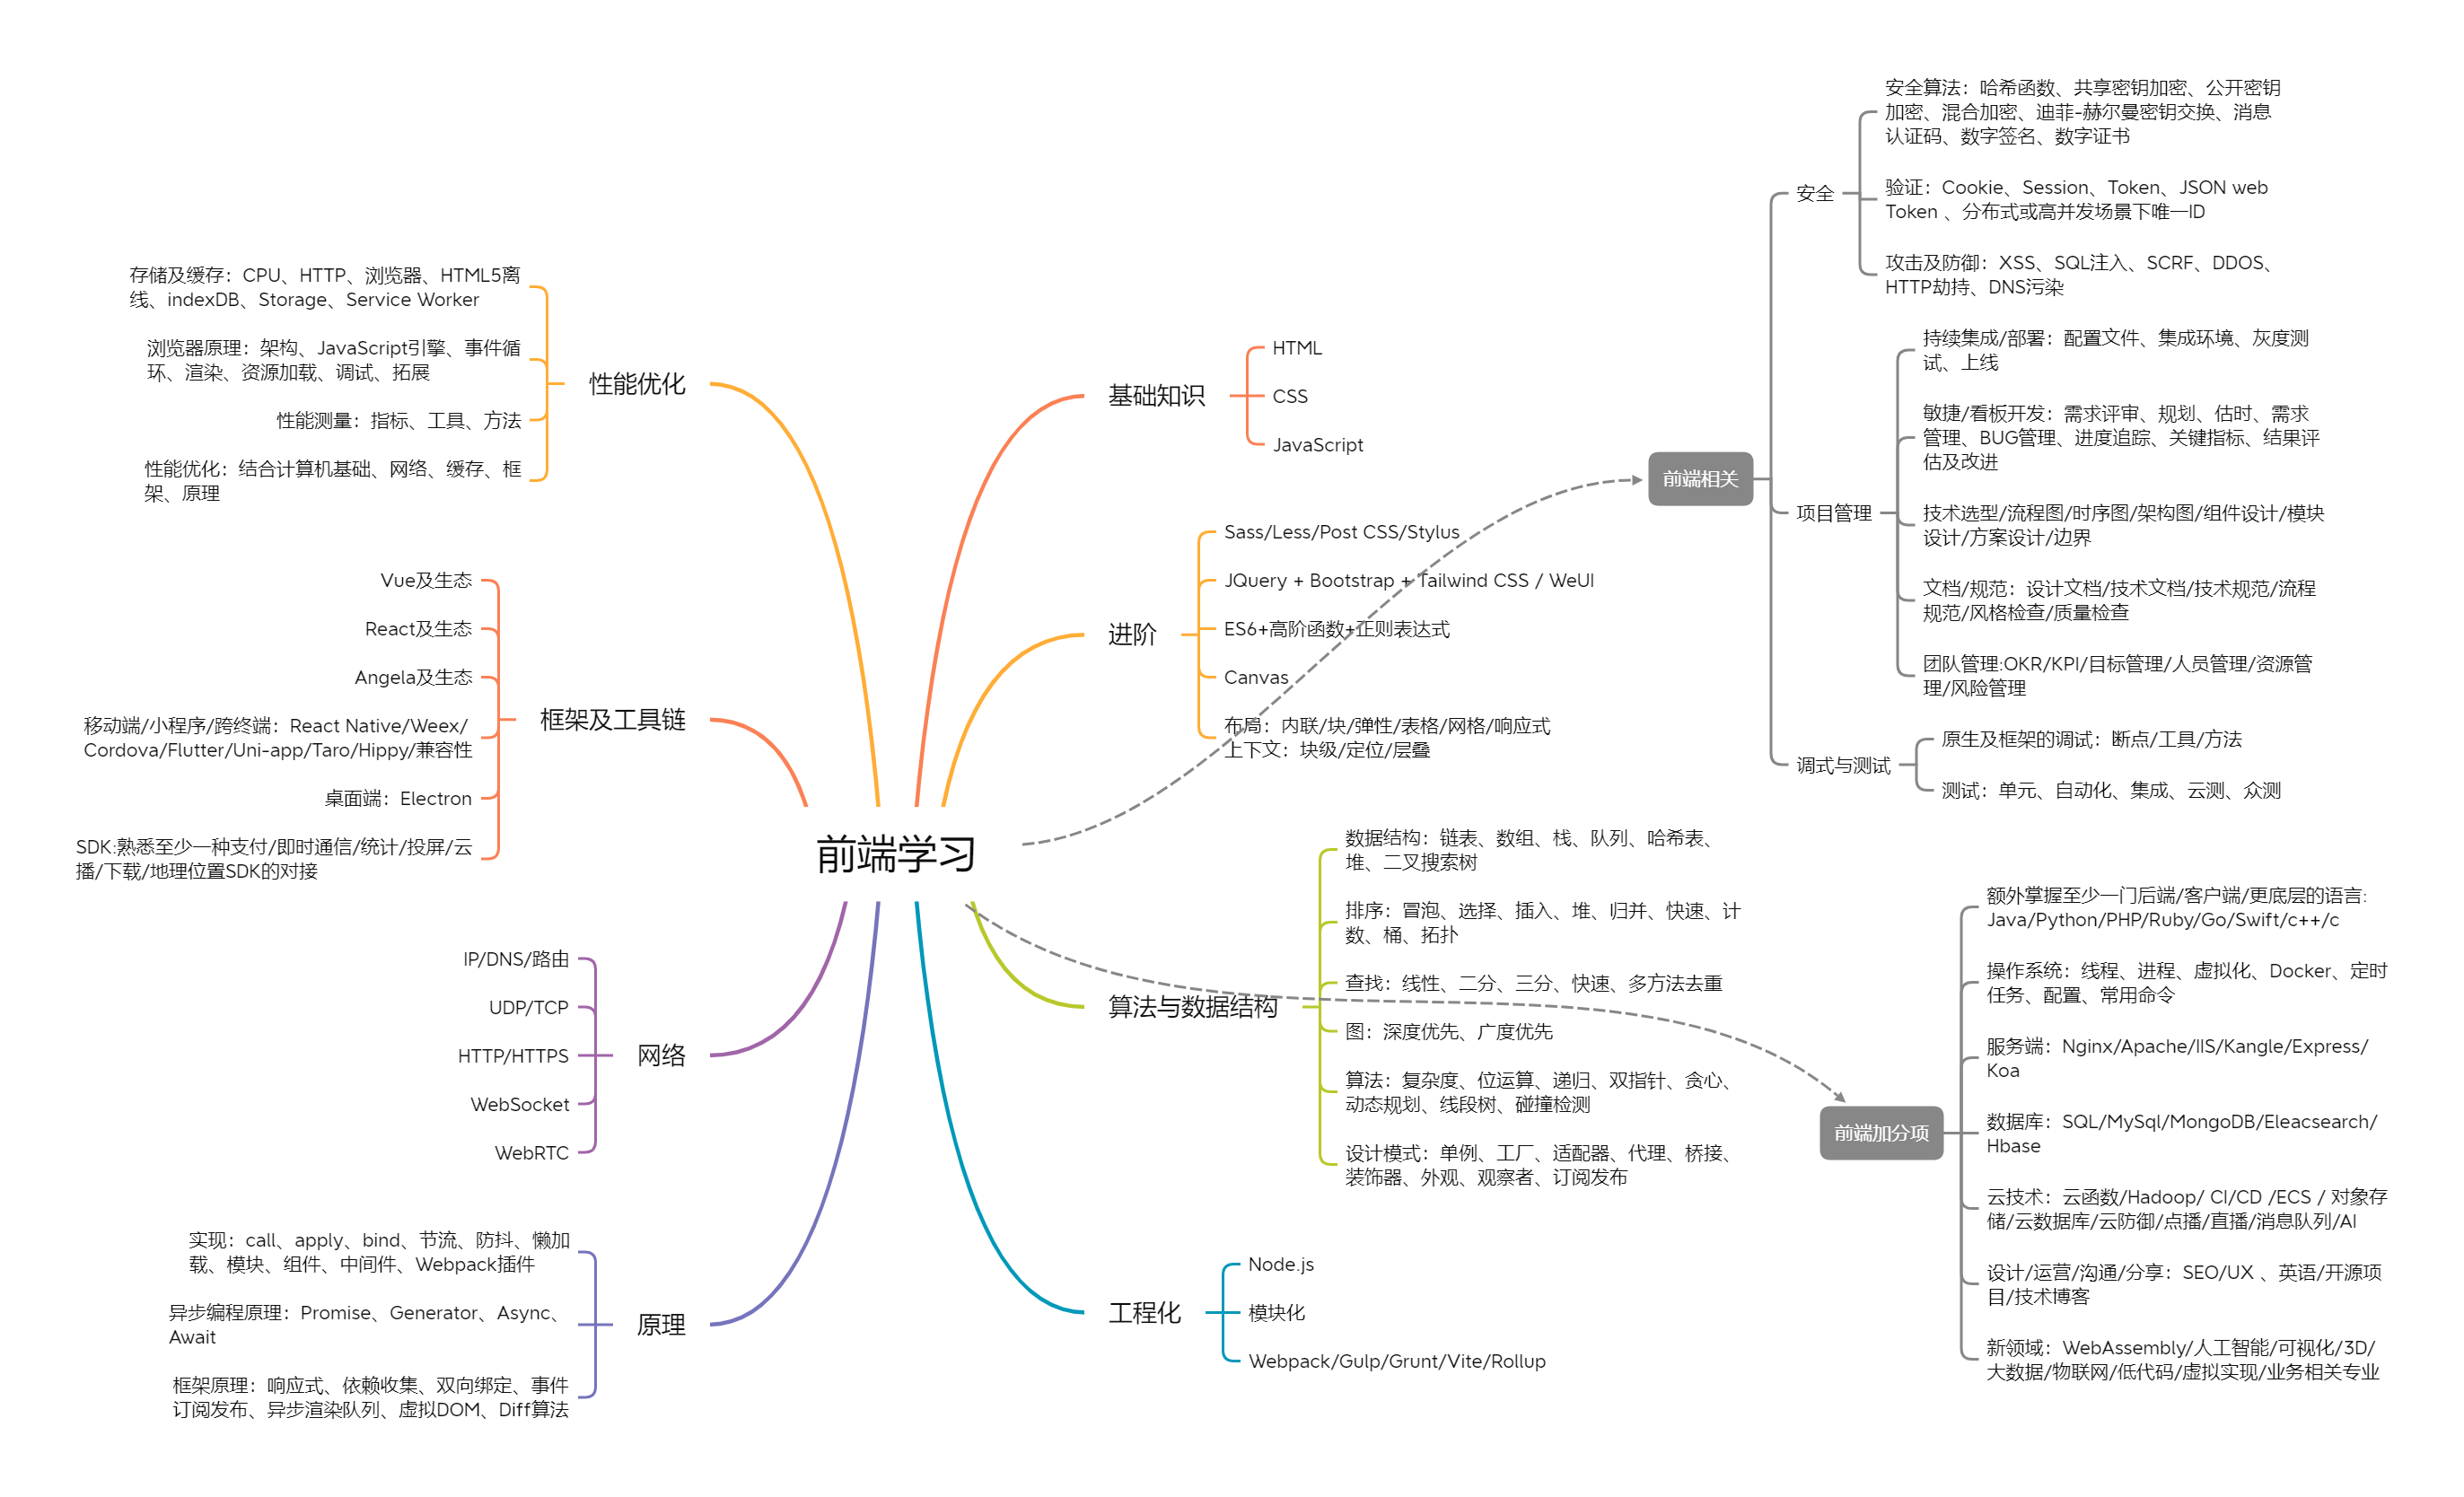 前端学习
基础知识
HTML
CSS
JavaScript
进阶
Sass/Less/Post CSS/Stylus
JQuery + Bootstrap + Tailwind CSS / WeUI
ES6+高阶函数+正则表达式
Canvas
布局：内联/块/弹性/表格/网格/响应式
上下文：块级/定位/层叠
算法与数据结构
数据结构：链表、数组、栈、队列、哈希表、
堆、二叉搜索树
排序：冒泡、选择、插入、堆、归并、快速、计
数、桶、拓扑
查找：线性、二分、三分、快速、多方法去重
图：深度优先、广度优先
算法：复杂度、位运算、递归、双指针、贪心、
动态规划、线段树、碰撞检测
设计模式：单例、工厂、适配器、代理、桥接、
装饰器、外观、观察者、订阅发布
工程化
Node.js
模块化
Webpack/Gulp/Grunt/Vite/Rollup
性能优化
存储及缓存：CPU、HTTP、浏览器、HTML5离
线、indexDB、Storage、Service Worker
浏览器原理：架构、JavaScript引擎、事件循
环、渲染、资源加载、调试、拓展
性能测量：指标、工具、方法
性能优化：结合计算机基础、网络、缓存、框
架、原理
框架及工具链
Vue及生态
React及生态
Angela及生态
移动端/小程序/跨终端：React Native/Weex/
Cordova/Flutter/Uni-app/Taro/Hippy/兼容性
桌面端：Electron
SDK:熟悉至少一种支付/即时通信/统计/投屏/云
播/下载/地理位置SDK的对接
网络
IP/DNS/路由
UDP/TCP
HTTP/HTTPS
WebSocket
WebRTC
原理
实现：call、apply、bind、节流、防抖、懒加
载、模块、组件、中间件、Webpack插件
异步编程原理：Promise、Generator、Async、
Await
框架原理：响应式、依赖收集、双向绑定、事件
订阅发布、异步渲染队列、虚拟DOM、Diff算法
前端相关
安全
安全算法：哈希函数、共享密钥加密、公开密钥
加密、混合加密、迪菲-赫尔曼密钥交换、消息
认证码、数字签名、数字证书
验证：Cookie、Session、Token、JSON web
Token 、分布式或高并发场景下唯一ID
攻击及防御：XSS、SQL注入、SCRF、DDOS、
HTTP劫持、DNS污染
项目管理
持续集成/部署：配置文件、集成环境、灰度测
试、上线
敏捷/看板开发：需求评审、规划、估时、需求
管理、BUG管理、进度追踪、关键指标、结果评
估及改进
技术选型/流程图/时序图/架构图/组件设计/模块
设计/方案设计/边界
文档/规范：设计文档/技术文档/技术规范/流程
规范/风格检查/质量检查
团队管理:OKR/KPI/目标管理/人员管理/资源管
理/风险管理
调式与测试
原生及框架的调试：断点/工具/方法
测试：单元、自动化、集成、云测、众测
前端加分项
额外掌握至少一门后端/客户端/更底层的语言:
Java/Python/PHP/Ruby/Go/Swift/c++/c
操作系统：线程、进程、虚拟化、Docker、定时
任务、配置、常用命令
服务端：Nginx/Apache/IIS/Kangle/Express/
Koa
数据库：SQL/MySql/MongoDB/Eleacsearch/
Hbase
云技术：云函数/Hadoop/ CI/CD /ECS / 对象存
储/云数据库/云防御/点播/直播/消息队列/AI
设计/运营/沟通/分享：SEO/UX 、英语/开源项
目/技术博客
新领域：WebAssembly/人工智能/可视化/3D/
大数据/物联网/低代码/虚拟实现/业务相关专业